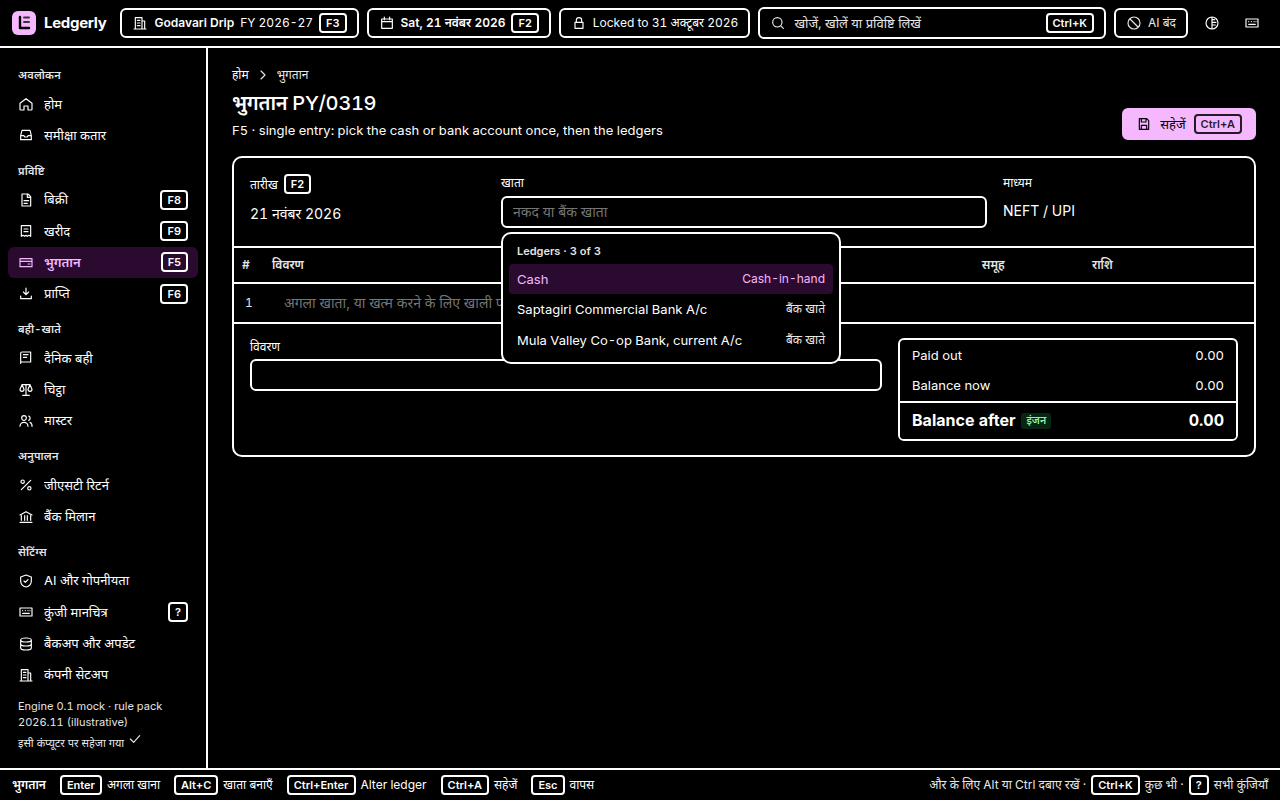 Ledgerly
Godavari Drip FY 2026-27 F3
Sat, 21 नवंबर 2026 F2
Locked to 31 अक्टूबर 2026
खोजें, खोलें या प्रविष्टि लिखें Ctrl+K
AI बंद
अवलोकन
होम
समीक्षा कतार
प्रविष्टि
बिक्री F8
खरीद F9
भुगतान F5
प्राप्ति F6
बही-खाते
दैनिक बही
चिट्ठा
मास्टर
अनुपालन
जीएसटी रिटर्न
बैंक मिलान
सेटिंग्स
AI और गोपनीयता
कुंजी मानचित्र ?
बैकअप और अपडेट
कंपनी सेटअप
Engine 0.1 mock · rule pack
2026.11 (illustrative)
इसी कंप्यूटर पर सहेजा गया
होम > भुगतान
भुगतान PY/0319
F5 · single entry: pick the cash or bank account once, then the ledgers
सहेजें Ctrl+A
तारीख F2
21 नवंबर 2026
खाता
नकद या बैंक खाता
माध्यम
NEFT / UPI
Ledgers · 3 of 3
Cash Cash-in-hand
Saptagiri Commercial Bank A/c बैंक खाते
Mula Valley Co-op Bank, current A/c बैंक खाते
# विवरण समूह राशि
1 अगला खाता, या खत्म करने के लिए खाली
विवरण
Paid out 0.00
Balance now 0.00
Balance after इंजन 0.00
भुगतान Enter अगला खाना Alt+C खाता बनाएँ Ctrl+Enter Alter ledger Ctrl+A सहेजें Esc वापस
और के लिए Alt या Ctrl दबाए रखें · Ctrl+K कुछ भी · ? सभी कुंजियाँ